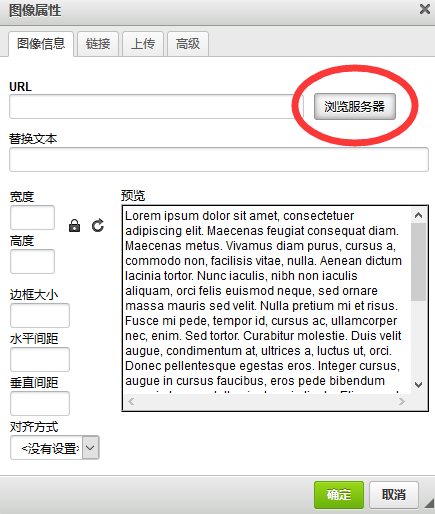 图像属性
图像信息 链接 上传 高级
URL
浏览服务器
替换文本
宽度
高度
边框大小
水平间距
垂直间距
对齐方式
<没有设置>
预览
Lorem ipsum dolor sit amet, consectetuer
adipiscing elit. Maecenas feugiat consequat diam.
Maecenas metus. Vivamus diam purus, cursus a,
commodo non, facilisis vitae, nulla. Aenean dictum
lacinia tortor. Nunc iaculis, nibh non iaculis
aliquam, orci felis euismod neque, sed ornare
massa mauris sed velit. Nulla pretium mi et risus.
Fusce mi pede, tempor id, cursus ac, ullamcorper
nec, enim. Sed tortor. Curabitur molestie. Duis velit
augue, condimentum at, ultrices a, luctus ut, orci.
Donec pellentesque egestas eros. Integer cursus,
augue in cursus faucibus, eros pede bibendum
确定 取消